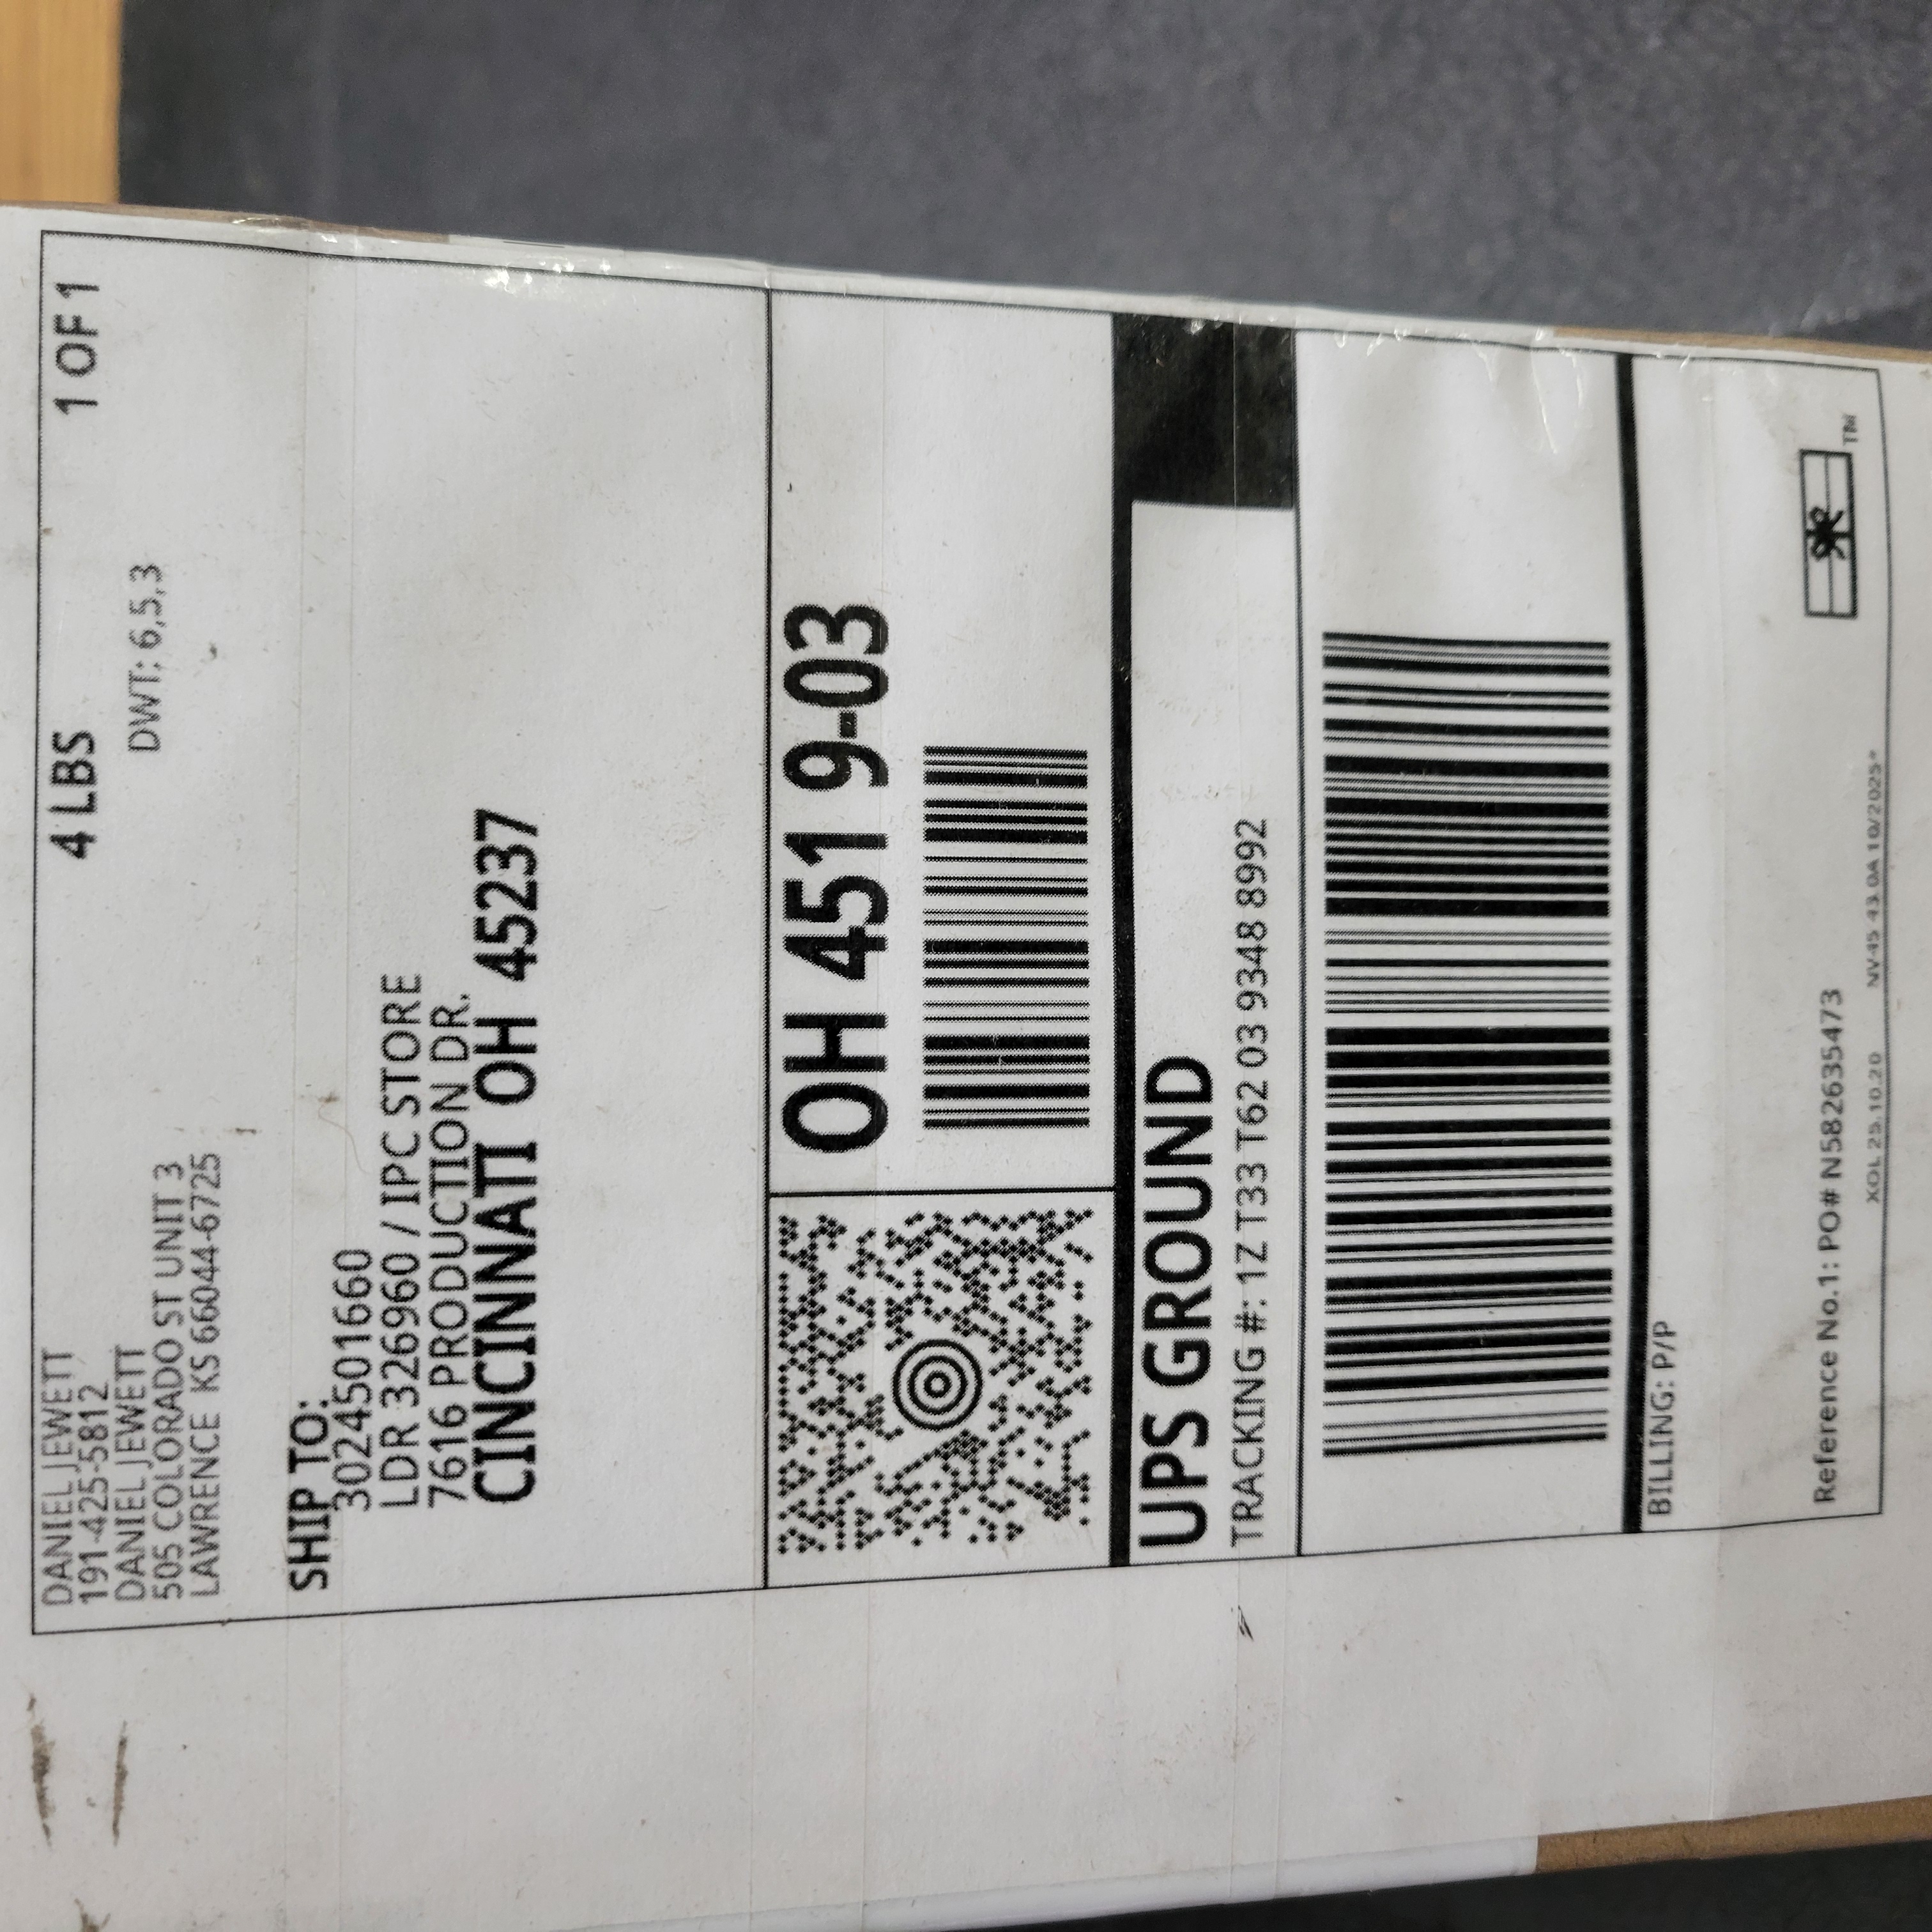 DANIEL JEWETT
191-425-5812
DANIEL JEWETT
505 COLORADO ST UNIT 3
LAWRENCE KS 66044-6725
4 LBS
1 OF 1
DWT: 6,5,3
SHIP TO:
3024501660
LDR 326960 / IPC STORE
7616 PRODUCTION DR.
CINCINNATI OH 45237
OH 451 9-03
UPS GROUND
TRACKING #: 1Z T33 T62 03 9348 8992
BILLING: P/P
Reference No.1: PO# N582635473
XOL 25.10.20 NV45 43.0A 10/2025*
TM